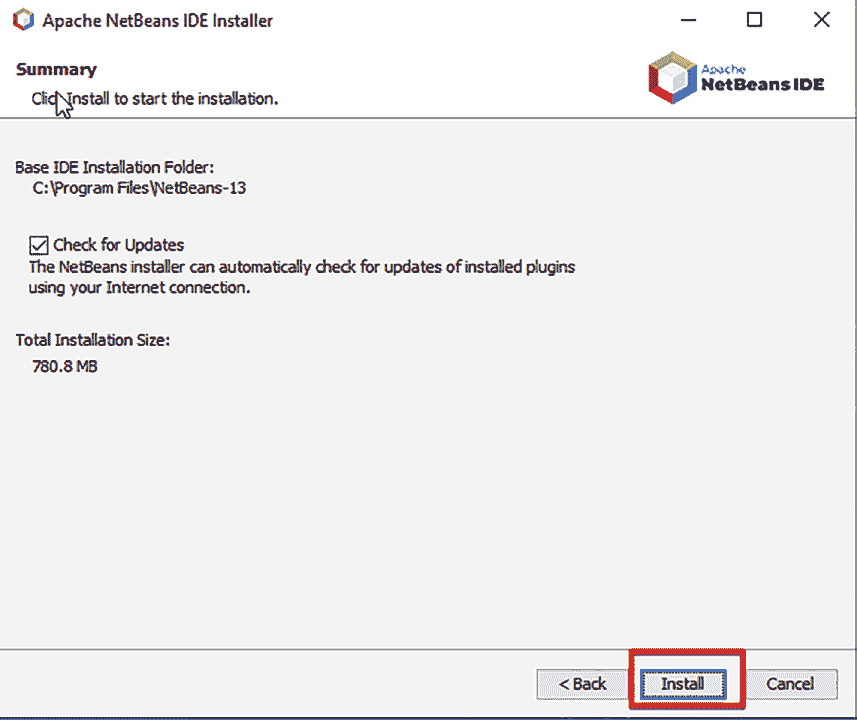 Apache NetBeans IDE Installer
Summary
Click Install to start the installation.
Apache
NetBeans IDE
Base IDE Installation Folder:
C:\Program Files\NetBeans-13
Check for Updates
The NetBeans installer can automatically check for updates of installed plugins
using your Internet connection.
Total Installation Size:
780.8 MB
< Back
Install
Cancel